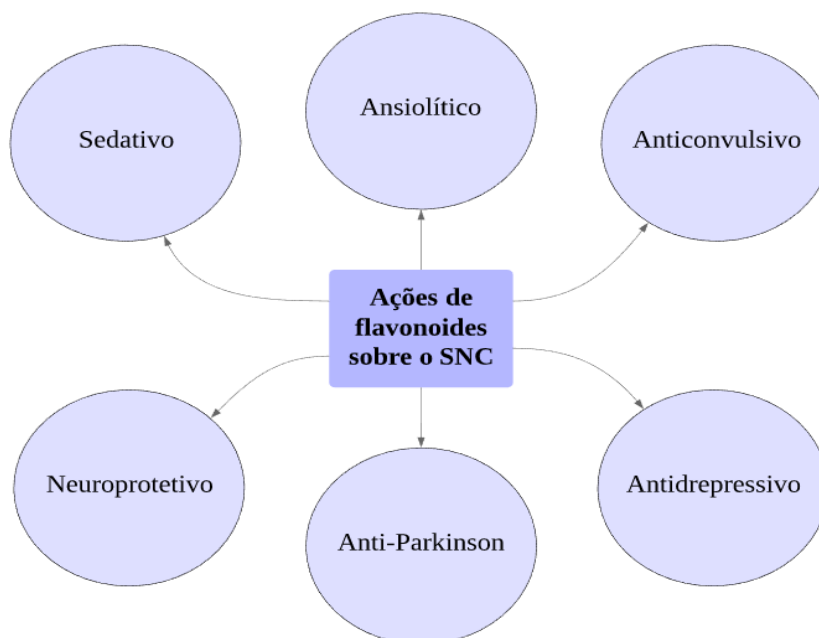 Ansiolítico
Sedativo
Anticonvulsivo
Ações de
flavonoides
sobre o SNC
Neuroprotetivo
Antidrepressivo
Anti-Parkinson